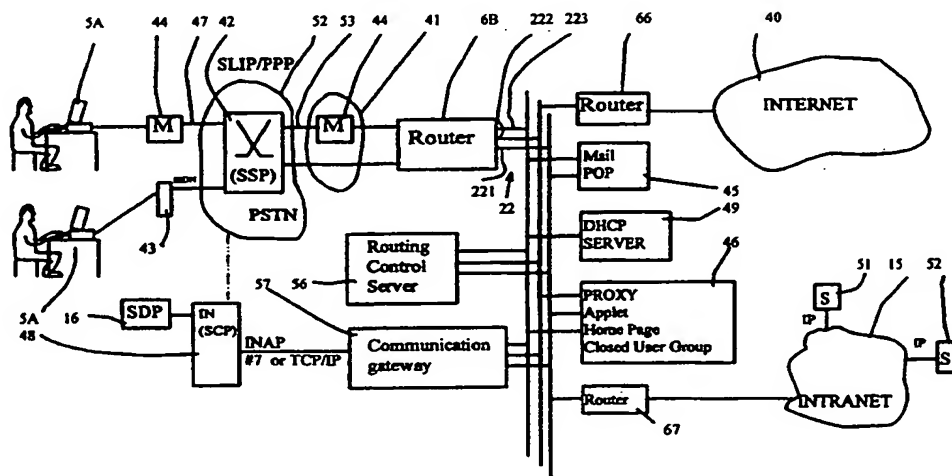 5A
44
47
42
52
53
44
41
6B
222
223
66
40
SLIP/PPP
M
(SSP)
M
Router
Router
INTERNET
ISDN
PSTN
43
221
22
Mail
POP
45
49
DHCP
SERVER
46
Routing
Control
Server
56
57
5A
48
16
SDP
IN
(SCP)
INAP
#7 or TCP/IP
Communication
gateway
PROXY
Applet
Home Page
Closed User Group
51
15
52
S
IP
IP
S
INTRANET
Router
67